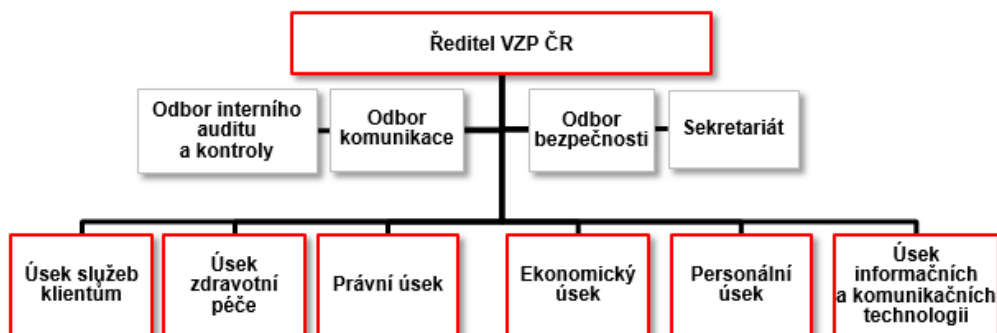 Ředitel VZP ČR
Odbor interního
auditu
a kontroly
Odbor
komunikace
Odbor
bezpečnosti
Sekretariát
Úsek služeb
klientům
Úsek
zdravotní
péče
Právní úsek
Ekonomický
úsek
Personální
úsek
Úsek
informačních
a komunikačních
technologii